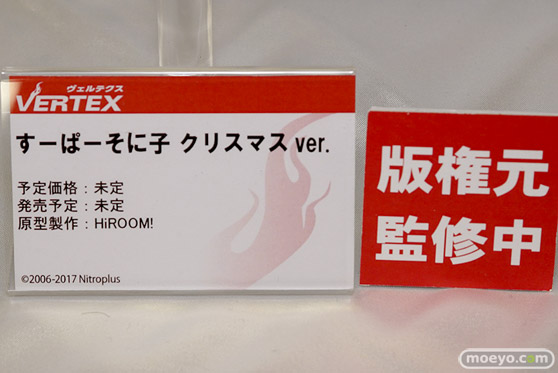 ヴェルテクス
VERTEX
すーぱーそに子 クリスマス ver.
予定価格：未定
発売予定：未定
原型製作：HiROOM!
©2006-2017 Nitroplus
版権元
監修中
moeyo.com